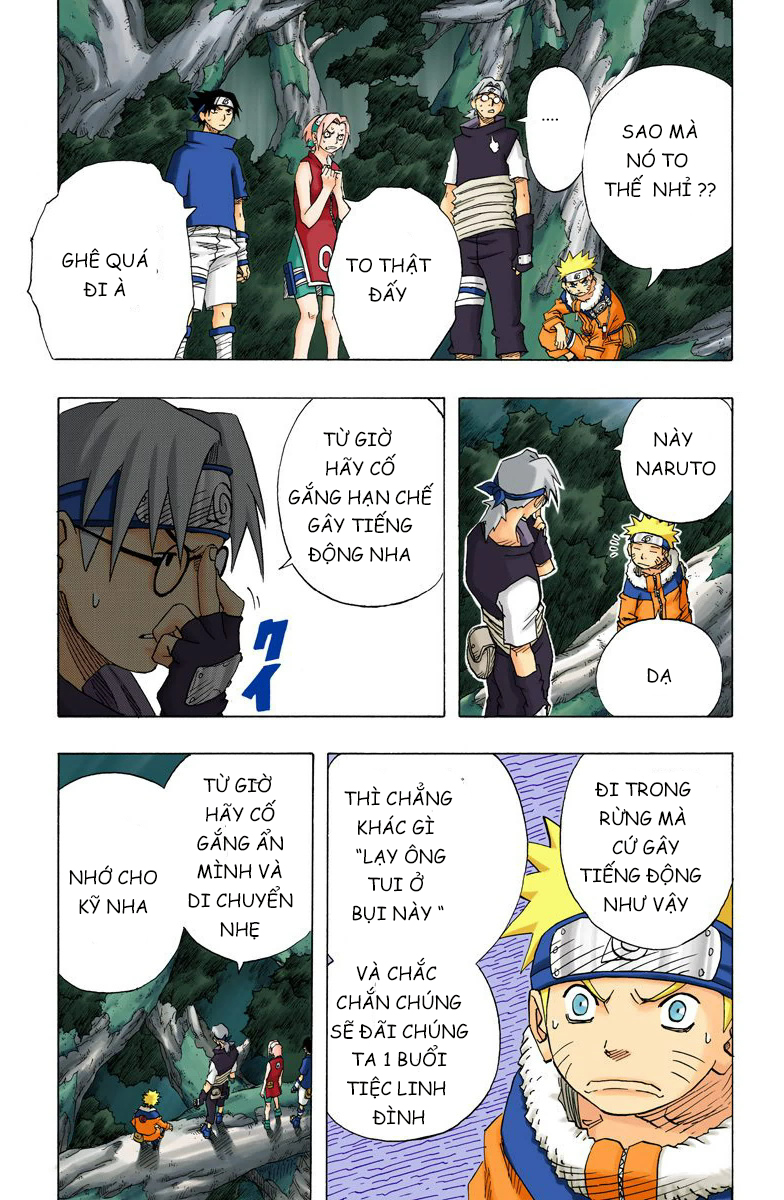 SAO MÀ
NÓ TO
THẾ NHỈ ??
....
TO THẬT
ĐẤY
GHÊ QUÁ
ĐI À
NÀY
NARUTO
DẠ
TỪ GIỜ
HÃY CỐ
GẮNG HẠN CHẾ
GÂY TIẾNG
ĐỘNG NHA
クイ
ĐI TRONG
RỪNG MÀ
CỨ GÂY
TIẾNG ĐỘNG
NHƯ VẬY
THÌ CHẲNG
KHÁC GÌ
“LẠY ÔNG
TUI Ở
BỤI NÀY “
VÀ CHẮC
CHẮN CHÚNG
SẼ ĐÃI CHÚNG
TA 1 BUỔI
TIỆC LINH
ĐÌNH
TỪ GIỜ
HÃY CỐ
GẮNG ẨN
MÌNH VÀ
DI CHUYỂN
NHẸ
NHỚ CHO
KỸ NHA